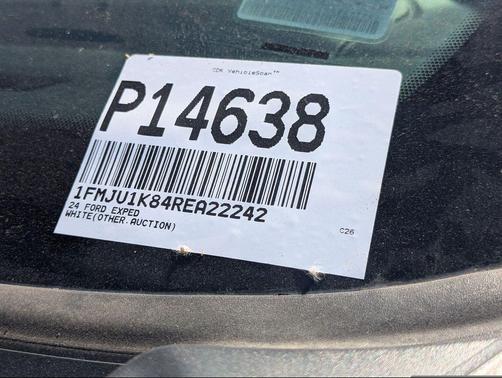 CDK VehicleScan™
P14638
1FMJU1K84REA22242
24 FORD EXPED
WHITE(OTHER AUCTION)
C26